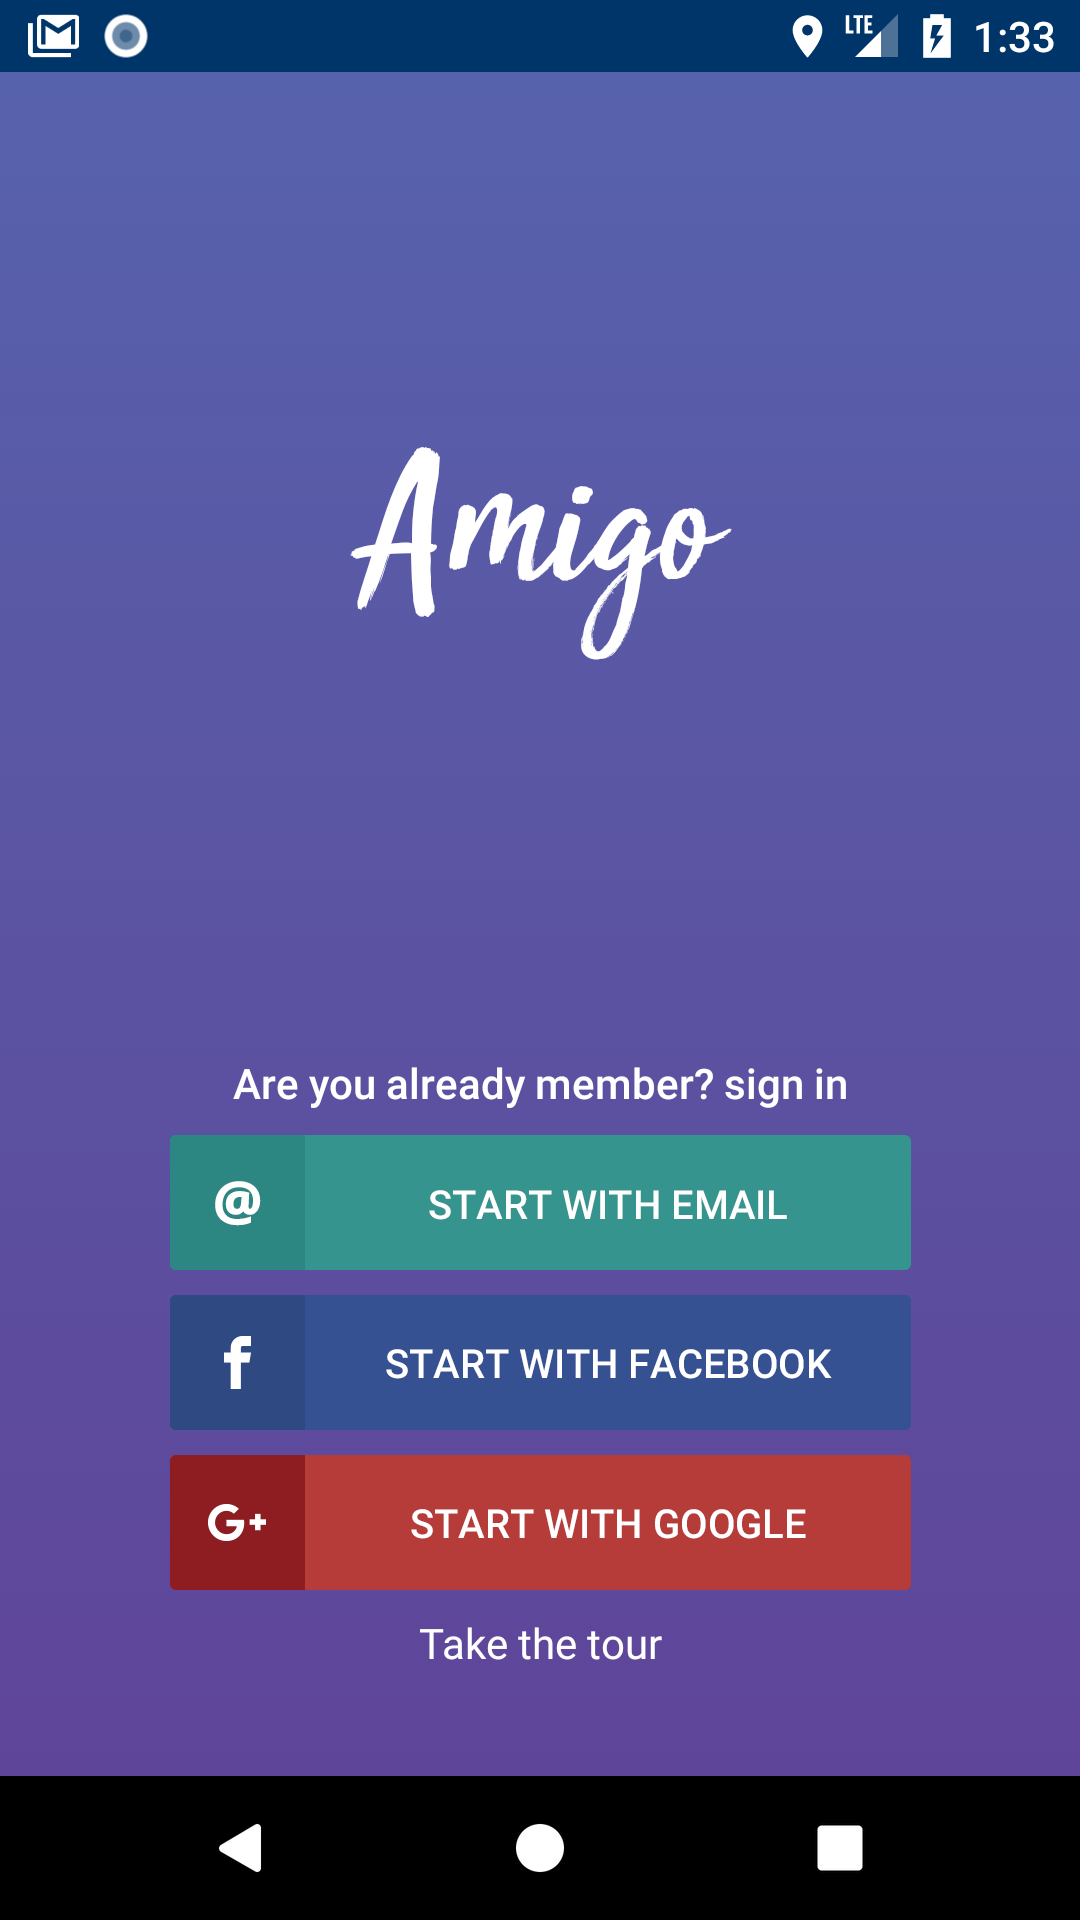 LTE 1:33
Amigo
Are you already member? sign in
@ START WITH EMAIL
f START WITH FACEBOOK
G+ START WITH GOOGLE
Take the tour